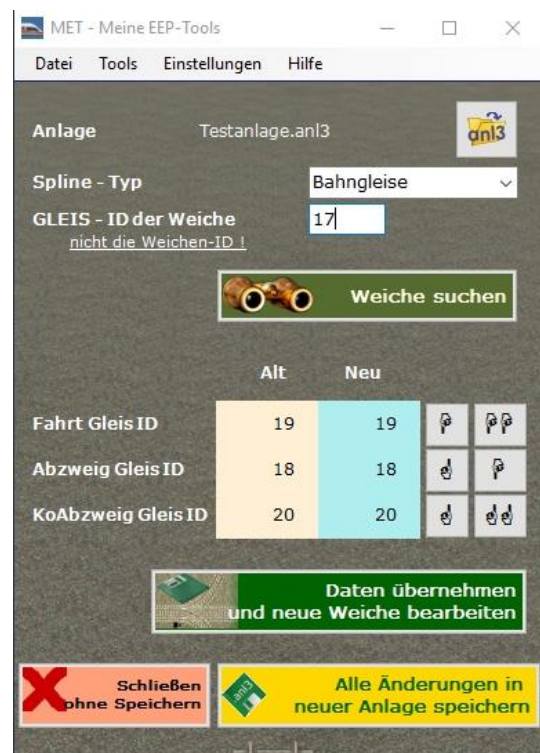 MET - Meine EEP-Tools
Datei Tools Einstellungen Hilfe
Anlage Testanlage.anl3
anl3
Spline - Typ Bahngleise
GLEIS - ID der Weiche 17
nicht die Weichen-ID !
Weiche suchen
Alt Neu
Fahrt Gleis ID 19 19
Abzweig Gleis ID 18 18
KoAbzweig Gleis ID 20 20
Daten übernehmen
und neue Weiche bearbeiten
Schließen
ohne Speichern
anl3
Alle Änderungen in
neuer Anlage speichern